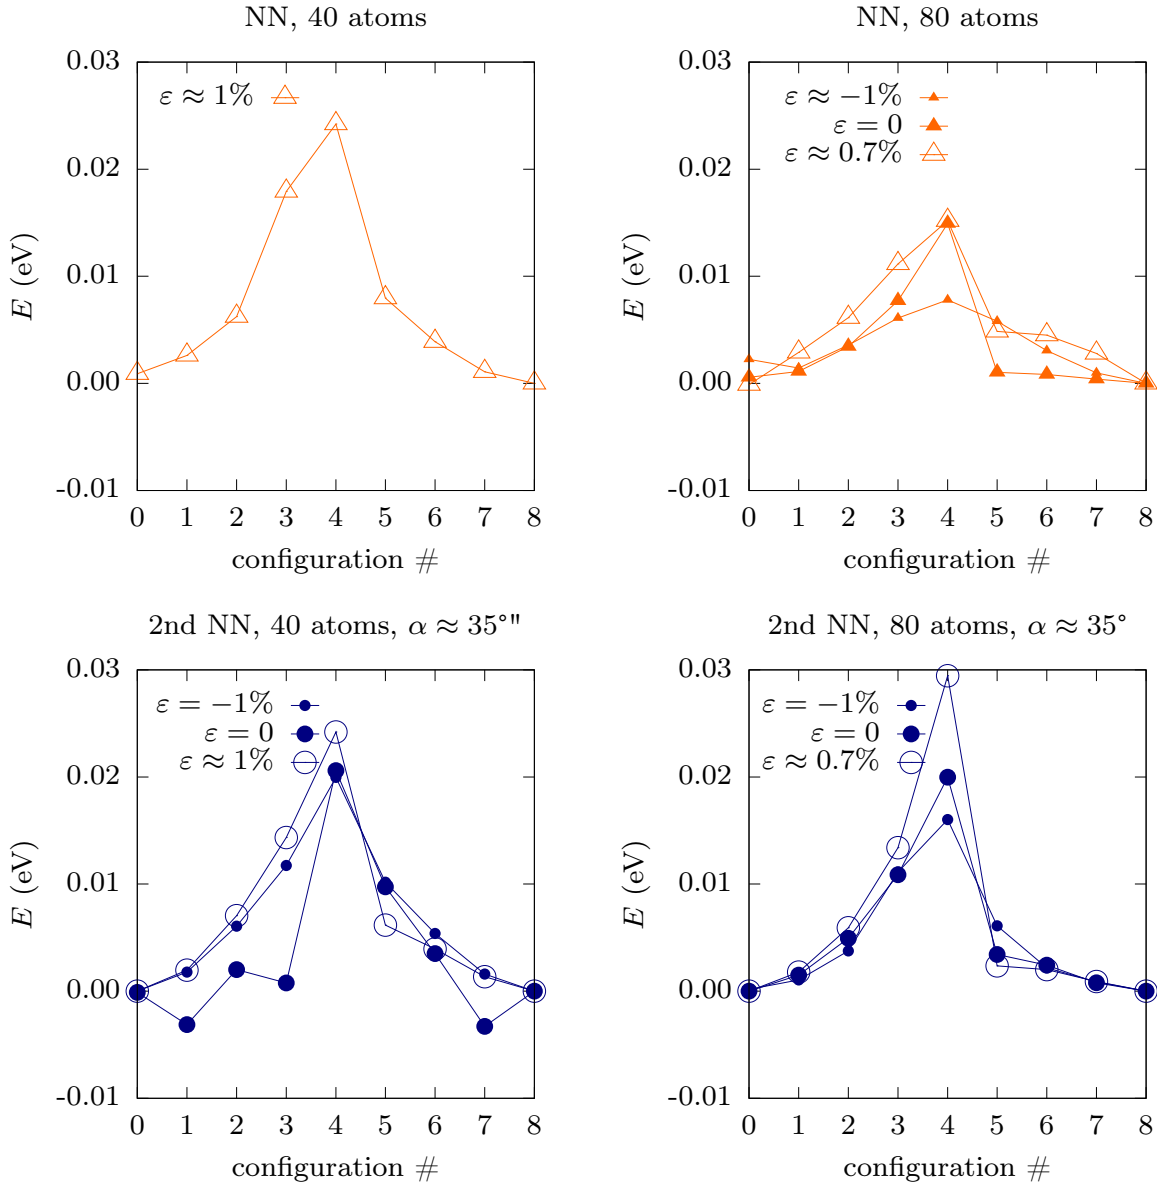 NN, 40 atoms
0.03
0.02
0.01
0.00
-0.01
E (eV)
ε ≈ 1%
0 1 2 3 4 5 6 7 8
configuration #
NN, 80 atoms
0.03
0.02
0.01
0.00
-0.01
E (eV)
ε ≈ −1%
ε = 0
ε ≈ 0.7%
0 1 2 3 4 5 6 7 8
configuration #
2nd NN, 40 atoms, α ≈ 35°"
0.03
0.02
0.01
0.00
-0.01
E (eV)
ε = −1%
ε = 0
ε ≈ 1%
0 1 2 3 4 5 6 7 8
configuration #
2nd NN, 80 atoms, α ≈ 35°
0.03
0.02
0.01
0.00
-0.01
E (eV)
ε = −1%
ε = 0
ε ≈ 0.7%
0 1 2 3 4 5 6 7 8
configuration #